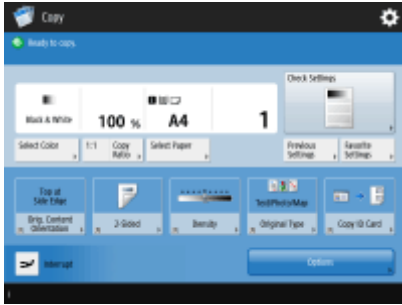 Copy
Ready to copy.
Check Settings
Black & White
100 %
A4
1
Select Color
1:1
Copy Ratio
Select Paper
Previous Settings
Favorite Settings
Top at Side Edge
Orig. Content Orientation
2-Sided
Density
Text/Photo/Map
Original Type
Copy ID Card
Interrupt
Options